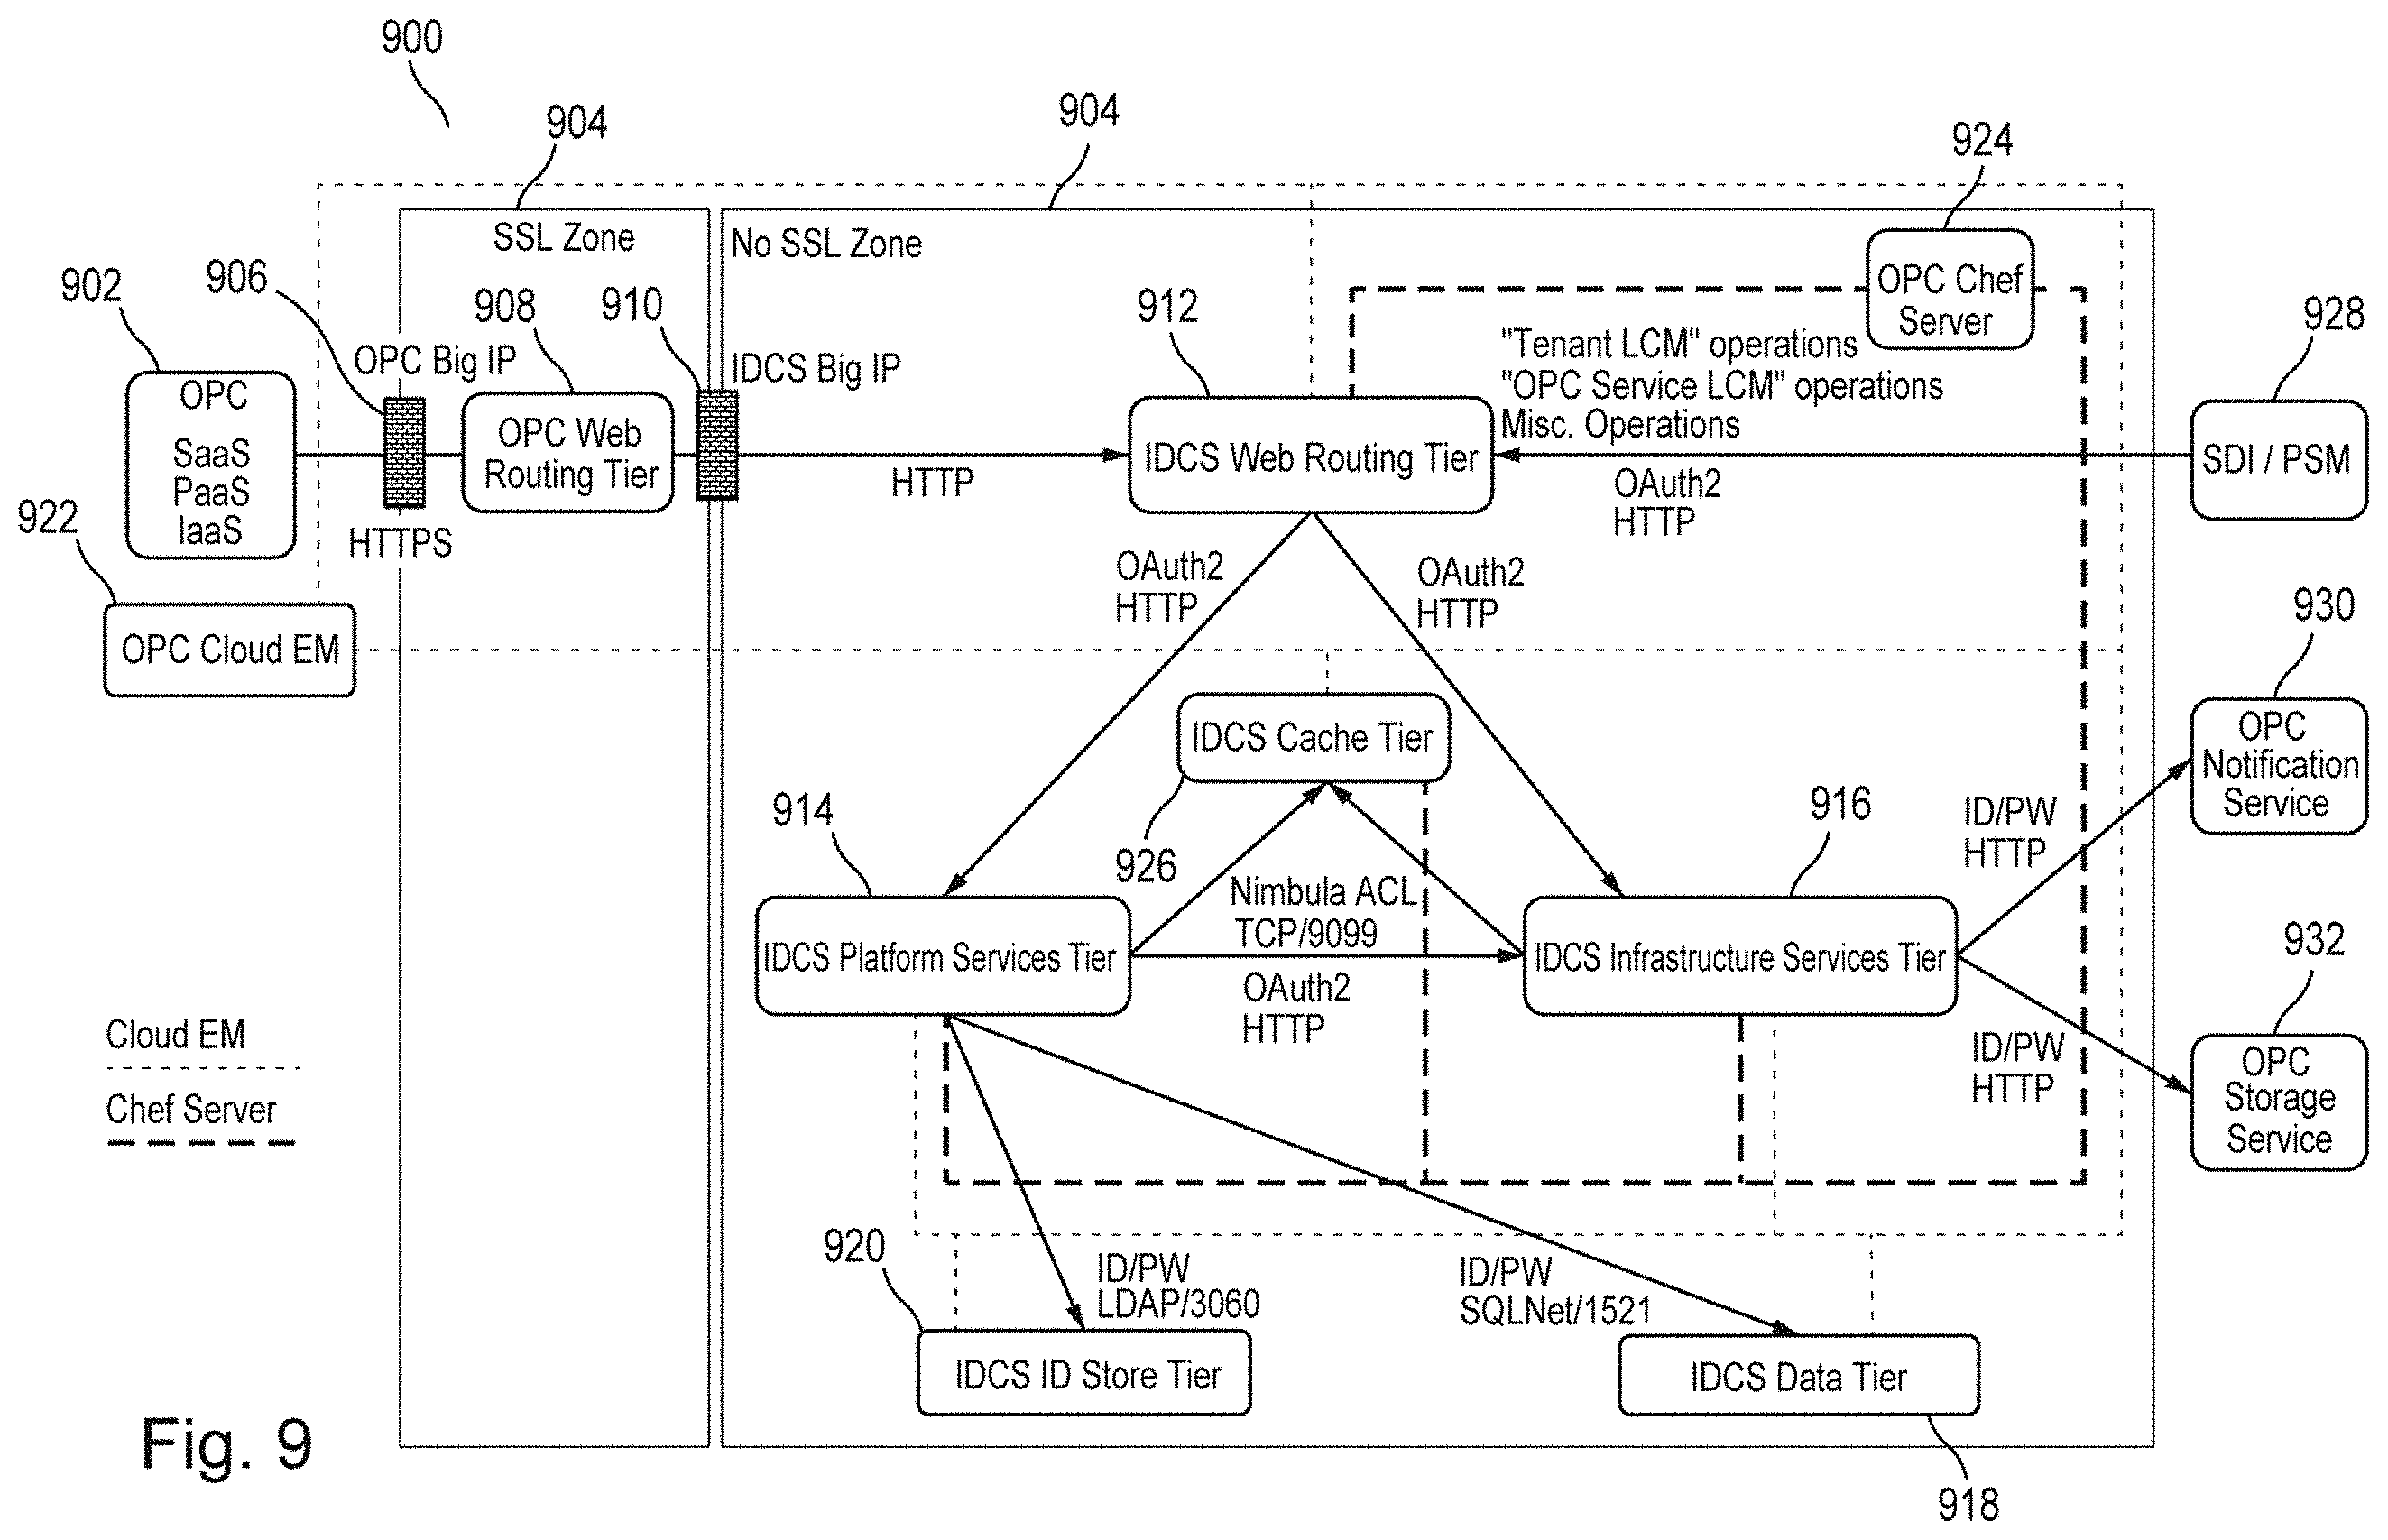 900
904
904
924
SSL Zone
No SSL Zone
902
906
908
910
912
OPC Chef
Server
928
"Tenant LCM" operations
"OPC Service LCM" operations
Misc. Operations
OPC Big IP
IDCS Big IP
OPC
SaaS
PaaS
IaaS
OPC Web
Routing Tier
IDCS Web Routing Tier
SDI / PSM
HTTP
OAuth2
HTTP
922
HTTPS
OAuth2
HTTP
OAuth2
HTTP
930
OPC Cloud EM
IDCS Cache Tier
OPC
Notification
Service
914
926
916
ID/PW
HTTP
Nimbula ACL
TCP/9099
IDCS Platform Services Tier
IDCS Infrastructure Services Tier
932
OAuth2
HTTP
Cloud EM
Chef Server
ID/PW
HTTP
OPC
Storage
Service
920
ID/PW
LDAP/3060
ID/PW
SQLNet/1521
IDCS ID Store Tier
IDCS Data Tier
Fig. 9
918